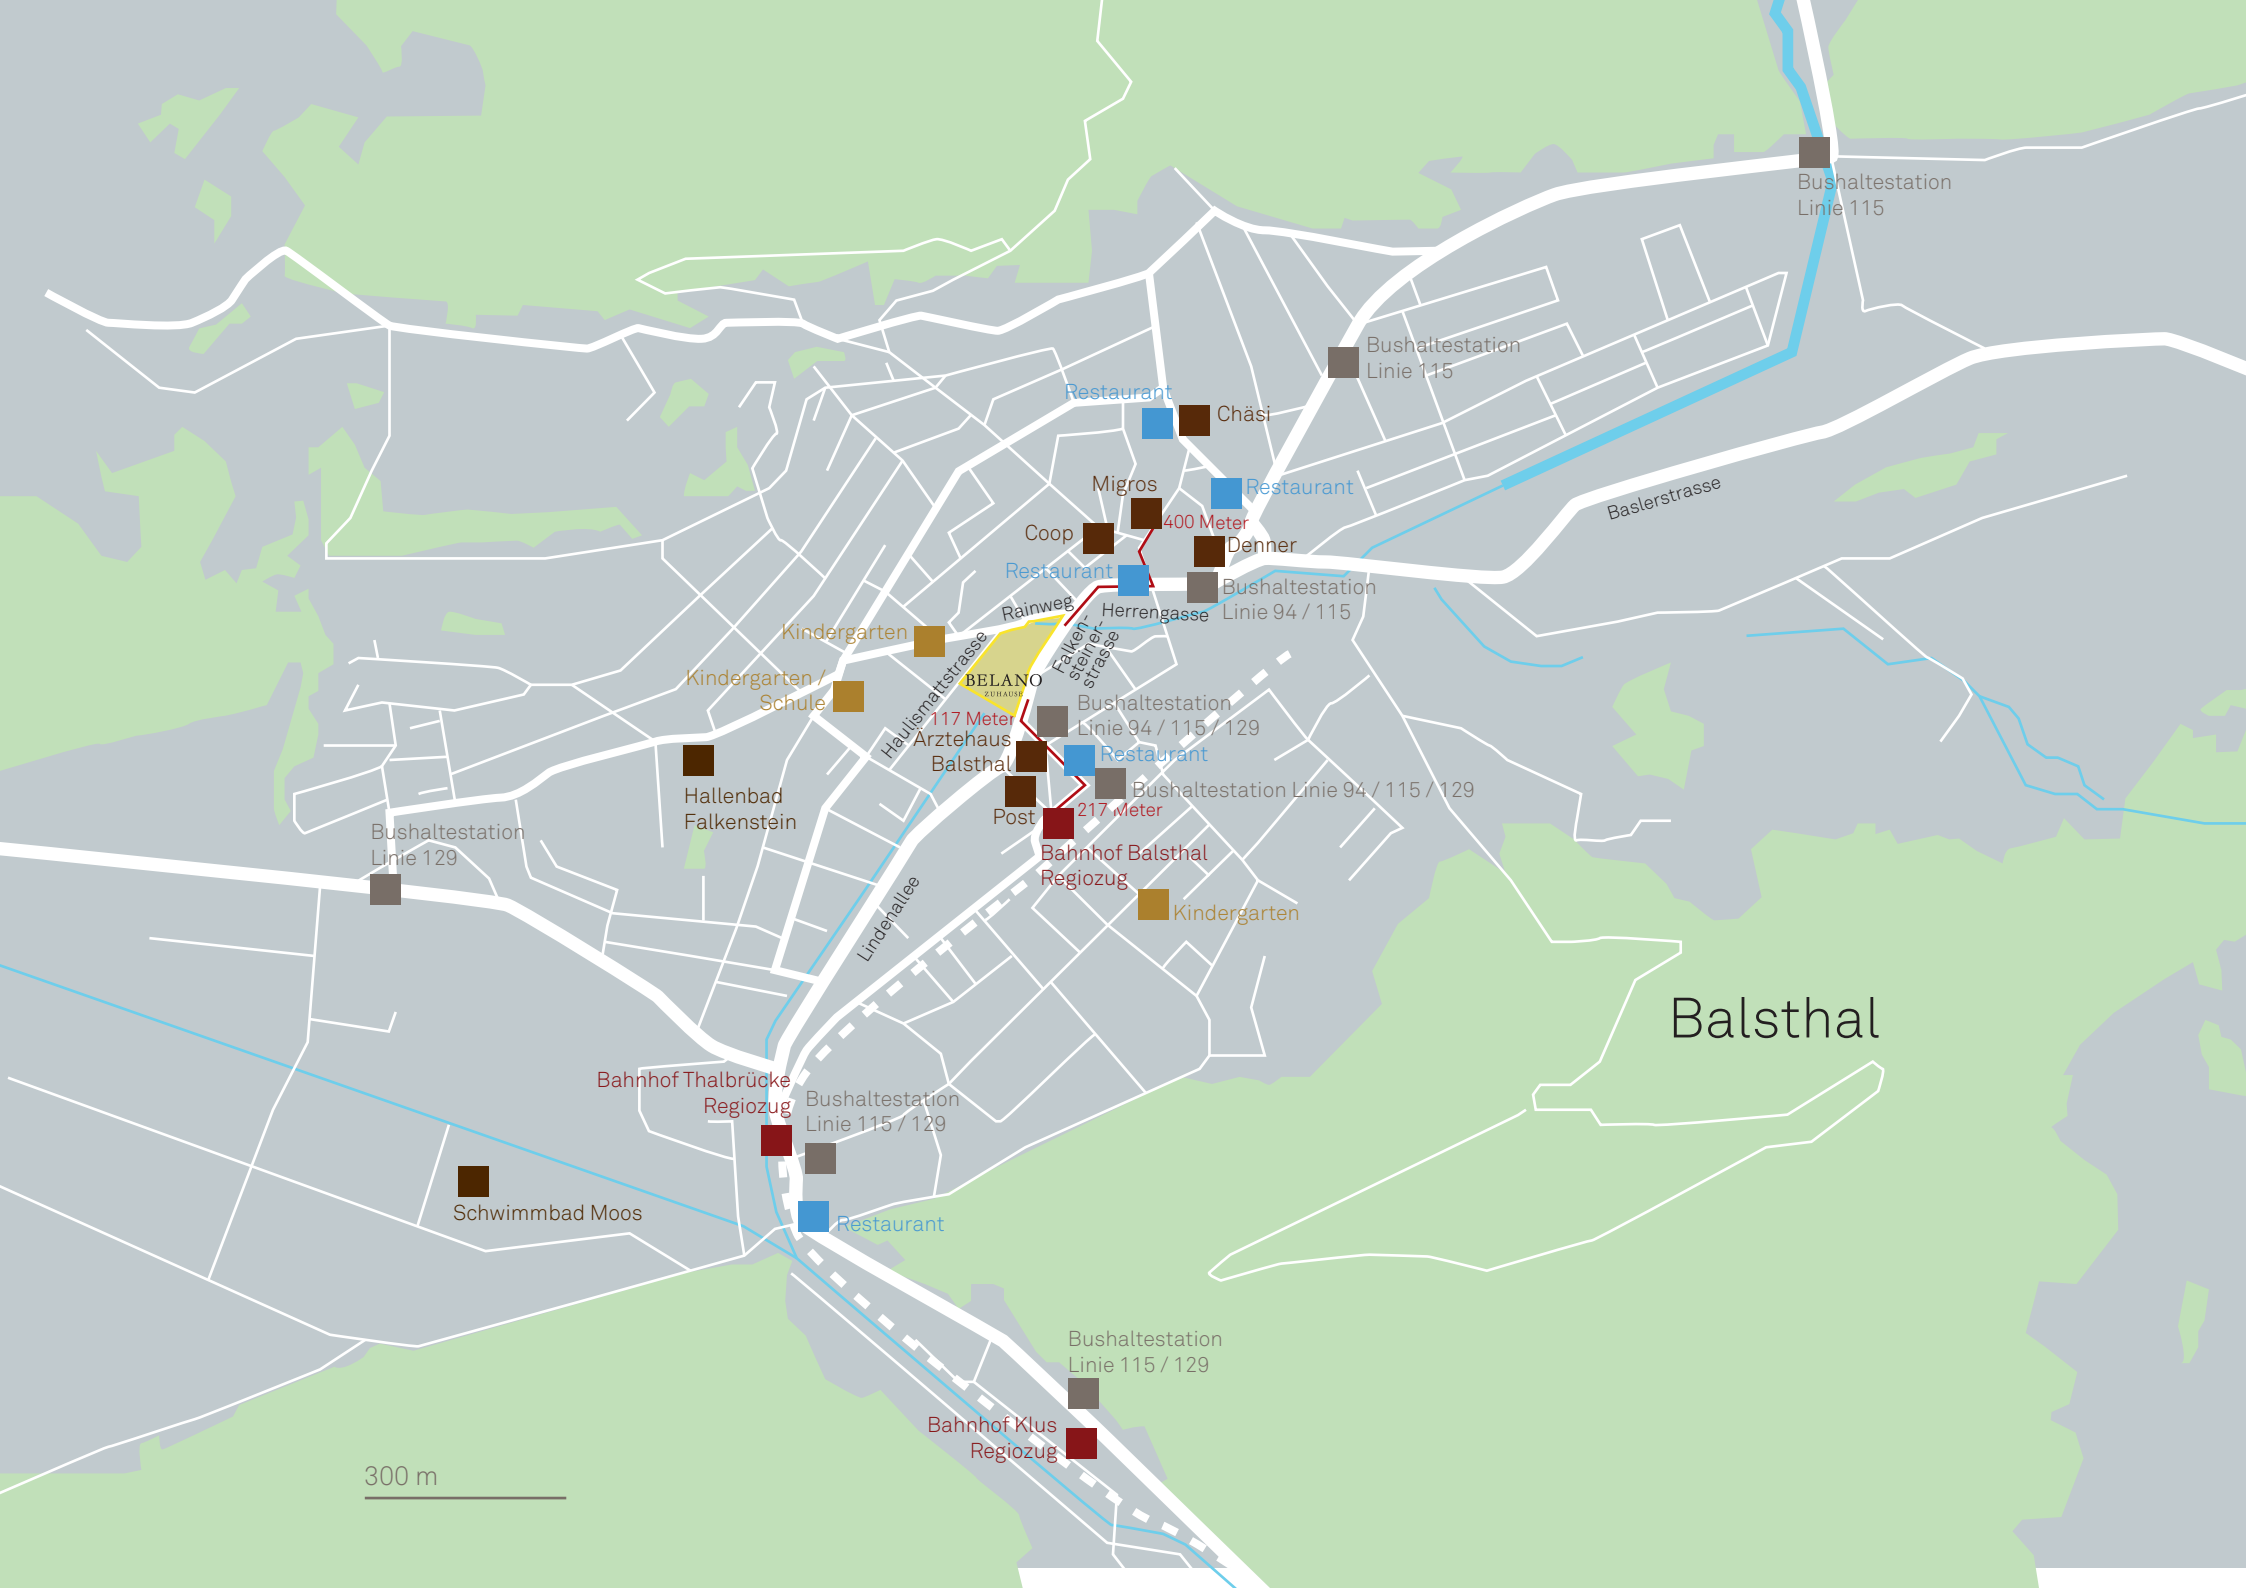 Bushaltestation
Linie 115
Bushaltestation
Linie 115
Restaurant
Chäsi
Migros
Restaurant
Baslerstrasse
400 Meter
Coop
Denner
Restaurant
Bushaltestation
Linie 94 / 115
Rainweg
Herrengasse
Kindergarten
Falken-
steiner-
strasse
Haulismattstrasse
Kindergarten /
Schule
BELANO
ZUHAUSE
Bushaltestation
Linie 94 / 115 / 129
117 Meter
Ärztehaus
Balsthal
Restaurant
Bushaltestation Linie 94 / 115 / 129
Hallenbad
Falkenstein
Post
217 Meter
Bushaltestation
Linie 129
Bahnhof Balsthal
Regiozug
Lindenallee
Kindergarten
Balsthal
Bahnhof Thalbrücke
Regiozug
Bushaltestation
Linie 115 / 129
Schwimmbad Moos
Restaurant
Bushaltestation
Linie 115 / 129
Bahnhof Klus
Regiozug
300 m